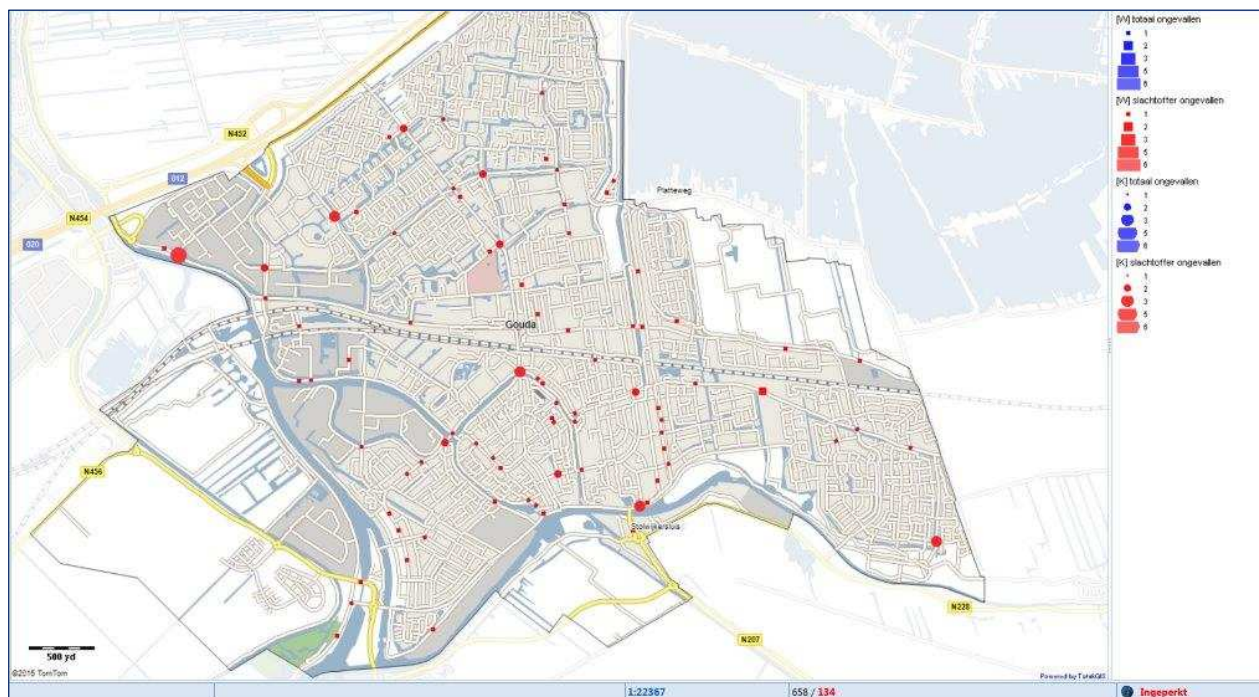 N452
012
N454
020
Platteweg
Gouda
N456
Stolwijkersluis
N228
N207
500 yd
©2015 TomTom
Powered by TatukGIS
1:22367
658 / 134
Ingeperkt
[W] totaal ongevallen
1
2
3
5
6
[W] slachtoffer ongevallen
1
2
3
5
6
[K] totaal ongevallen
1
2
3
5
6
[K] slachtoffer ongevallen
1
2
3
5
6